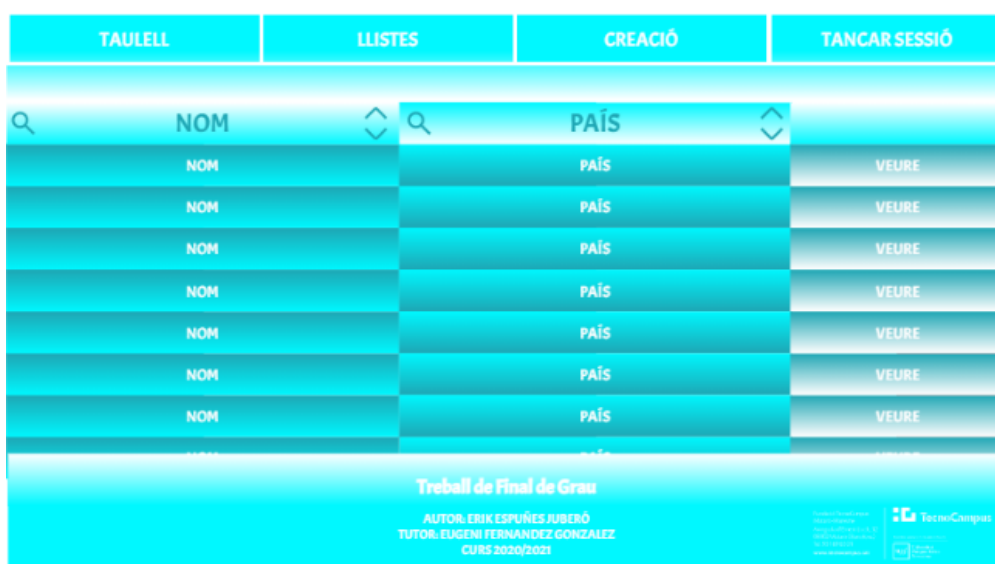 TAULELL LLISTES CREACIÓ TANCAR SESSIÓ
NOM PAÍS
NOM PAÍS VEURE
NOM PAÍS VEURE
NOM PAÍS VEURE
NOM PAÍS VEURE
NOM PAÍS VEURE
NOM PAÍS VEURE
NOM PAÍS VEURE
Treball de Final de Grau
AUTOR: ERIK ESPUÑES JUBERÓ
TUTOR: EUGENI FERNANDEZ GONZALEZ
CURS 2020/2021
TecnoCampus